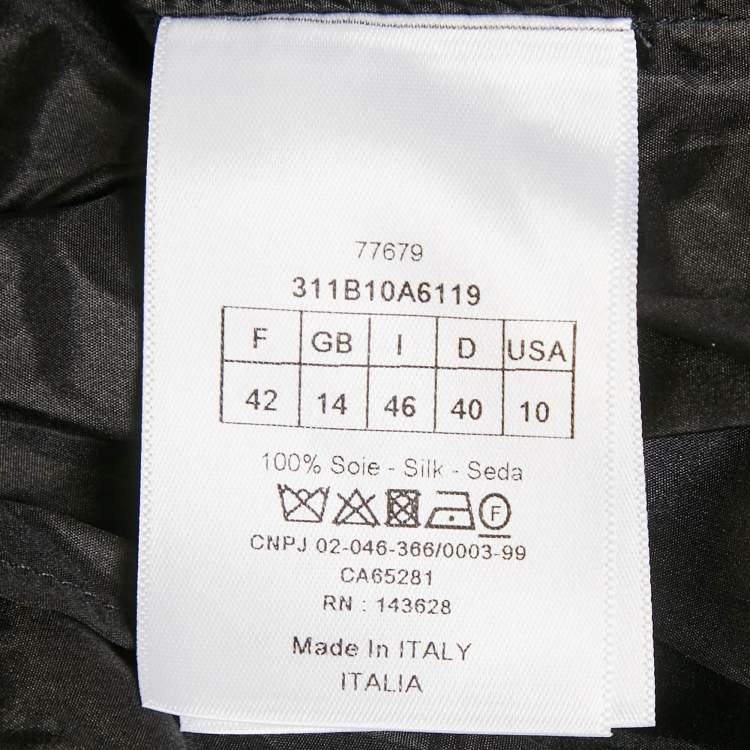 77679
311B10A6119
F GB I D USA
42 14 46 40 10
100% Soie - Silk - Seda
F
CNPJ 02-046-366/0003-99
CA65281
RN : 143628
Made In ITALY
ITALIA